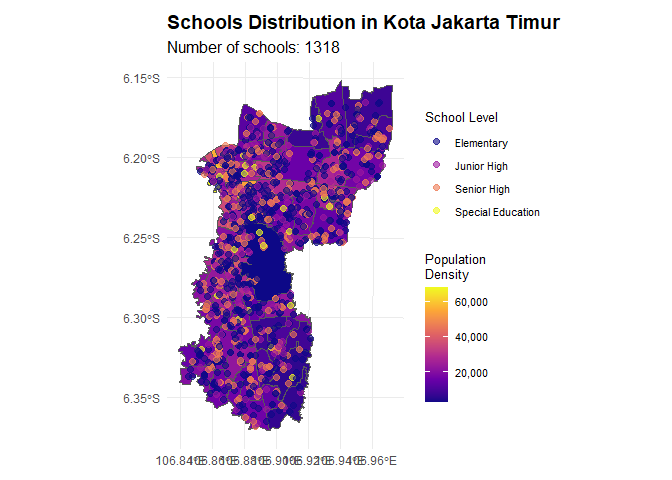 Schools Distribution in Kota Jakarta Timur
Number of schools: 1318
6.15°S
6.20°S
6.25°S
6.30°S
6.35°S
106.84°E 106.86°E 106.88°E 106.90°E 106.92°E 106.94°E 106.96°E
School Level
Elementary
Junior High
Senior High
Special Education
Population
Density
60,000
40,000
20,000